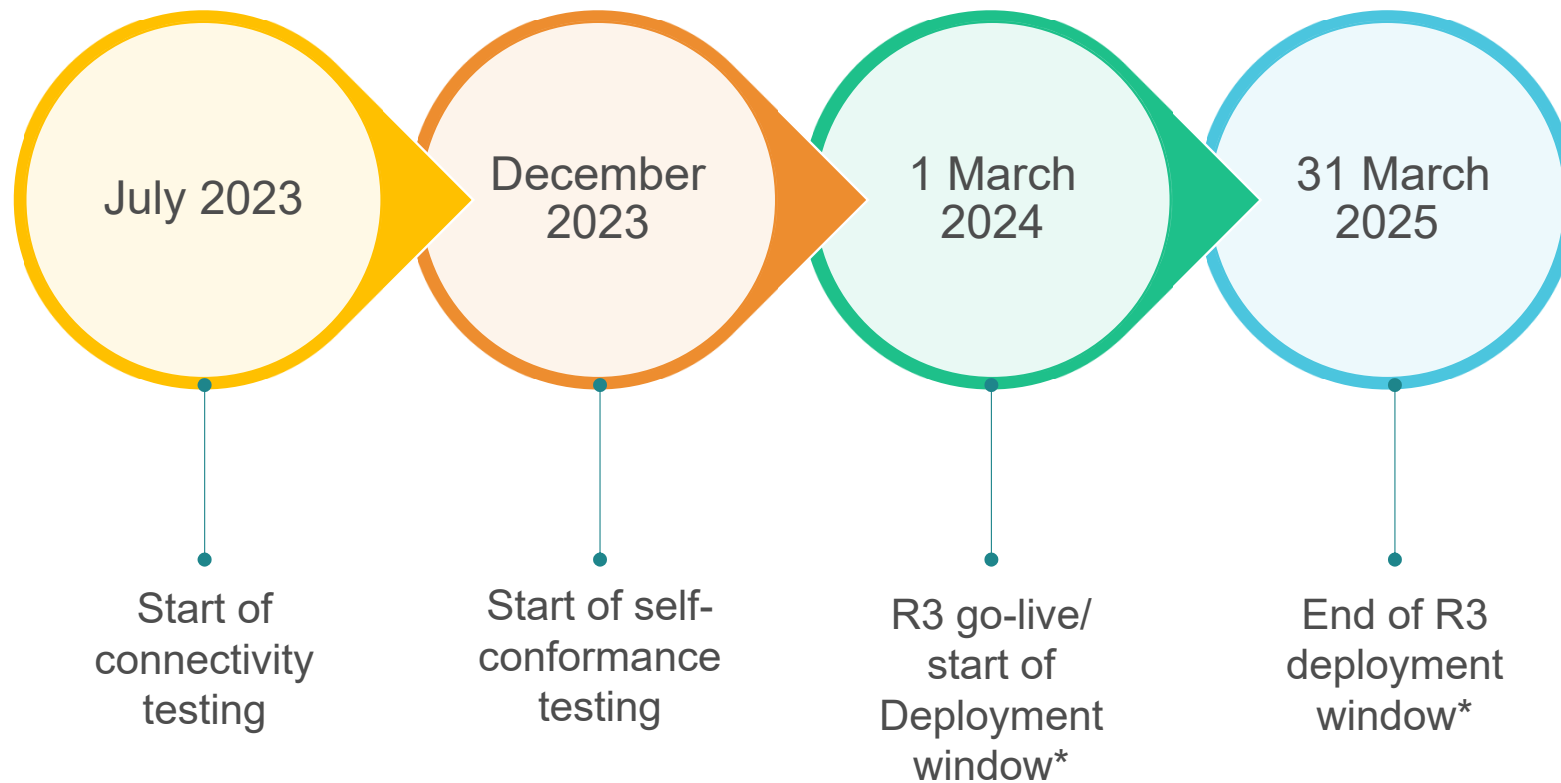 July 2023
December
2023
1 March
2024
31 March
2025
Start of
connectivity
testing
Start of self-
conformance
testing
R3 go-live/
start of
Deployment
window*
End of R3
deployment
window*